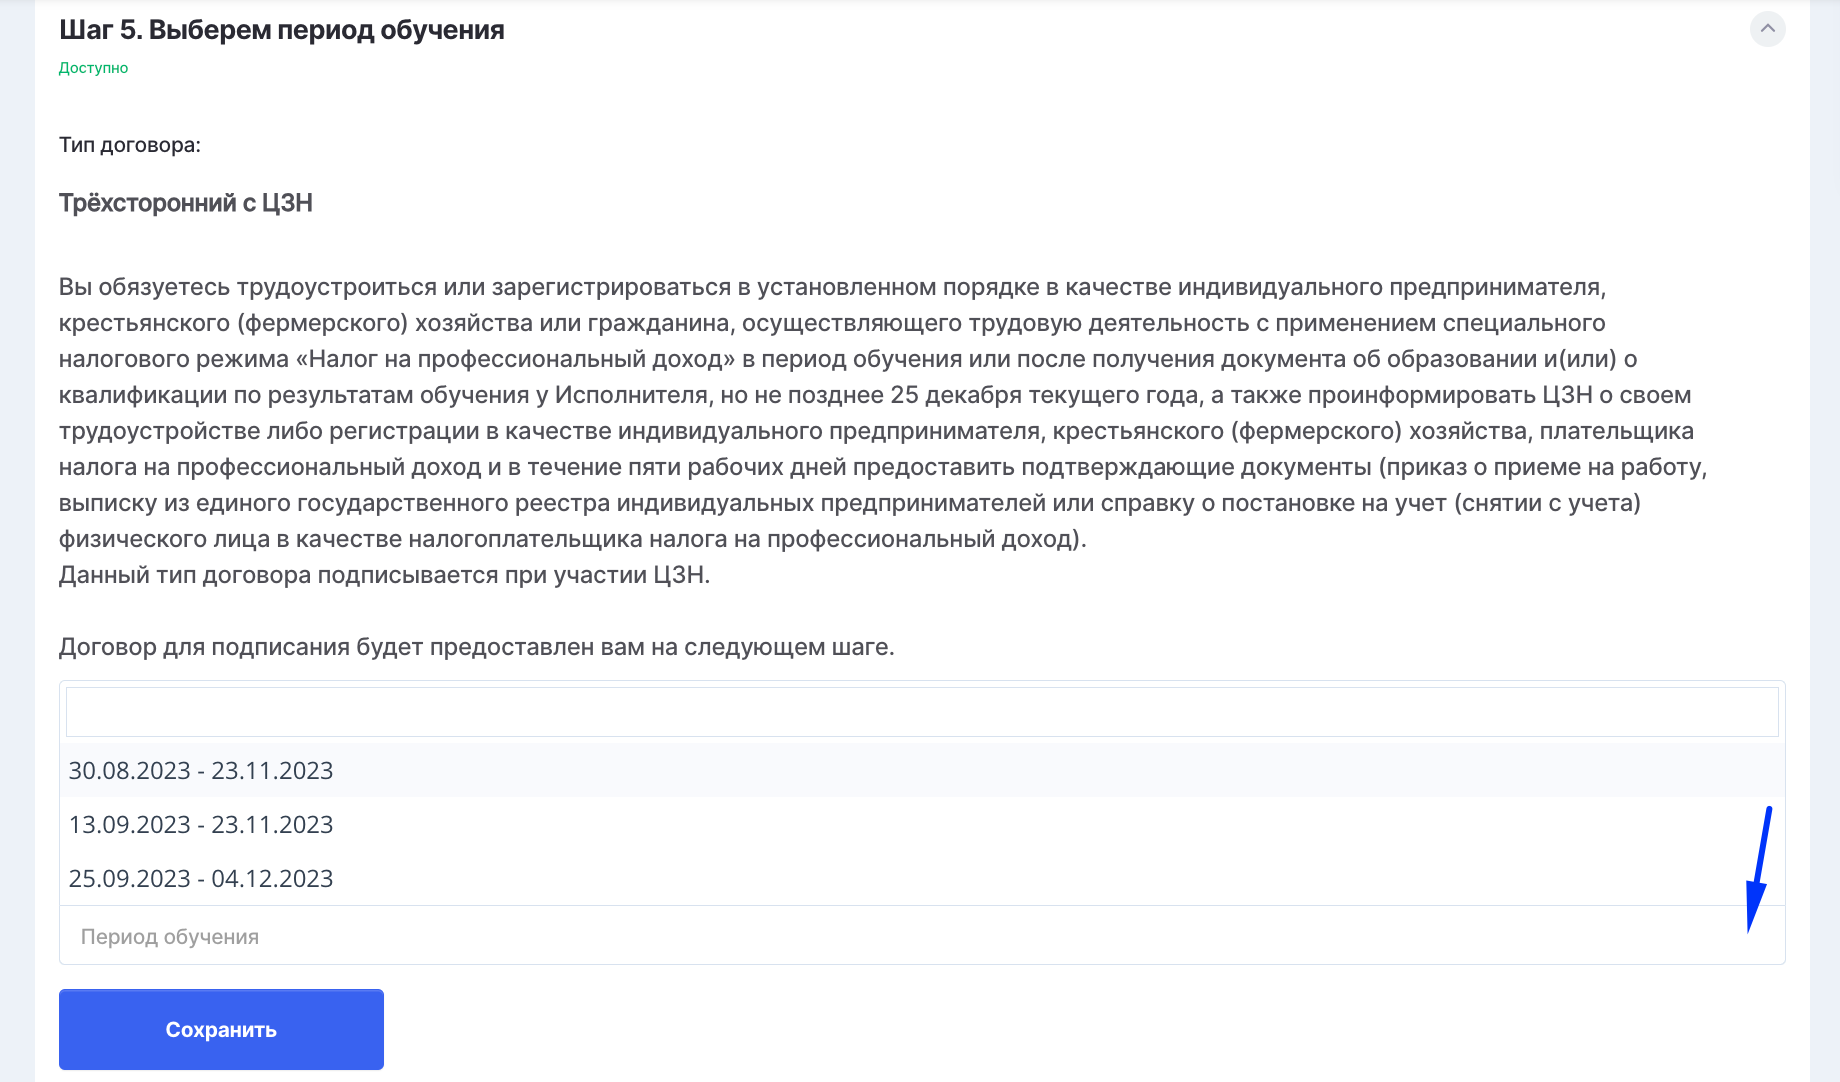 Шаг 5. Выберем период обучения
Доступно
Тип договора:
Трёхсторонний с ЦЗН
Вы обязуетесь трудоустроиться или зарегистрироваться в установленном порядке в качестве индивидуального предпринимателя,
крестьянского (фермерского) хозяйства или гражданина, осуществляющего трудовую деятельность с применением специального
налогового режима «Налог на профессиональный доход» в период обучения или после получения документа об образовании и(или) о
квалификации по результатам обучения у Исполнителя, но не позднее 25 декабря текущего года, а также проинформировать ЦЗН о своем
трудоустройстве либо регистрации в качестве индивидуального предпринимателя, крестьянского (фермерского) хозяйства, плательщика
налога на профессиональный доход и в течение пяти рабочих дней предоставить подтверждающие документы (приказ о приеме на работу,
выписку из единого государственного реестра индивидуальных предпринимателей или справку о постановке на учет (снятии с учета)
физического лица в качестве налогоплательщика налога на профессиональный доход).
Данный тип договора подписывается при участии ЦЗН.
Договор для подписания будет предоставлен вам на следующем шаге.
30.08.2023 - 23.11.2023
13.09.2023 - 23.11.2023
25.09.2023 - 04.12.2023
Период обучения
Сохранить